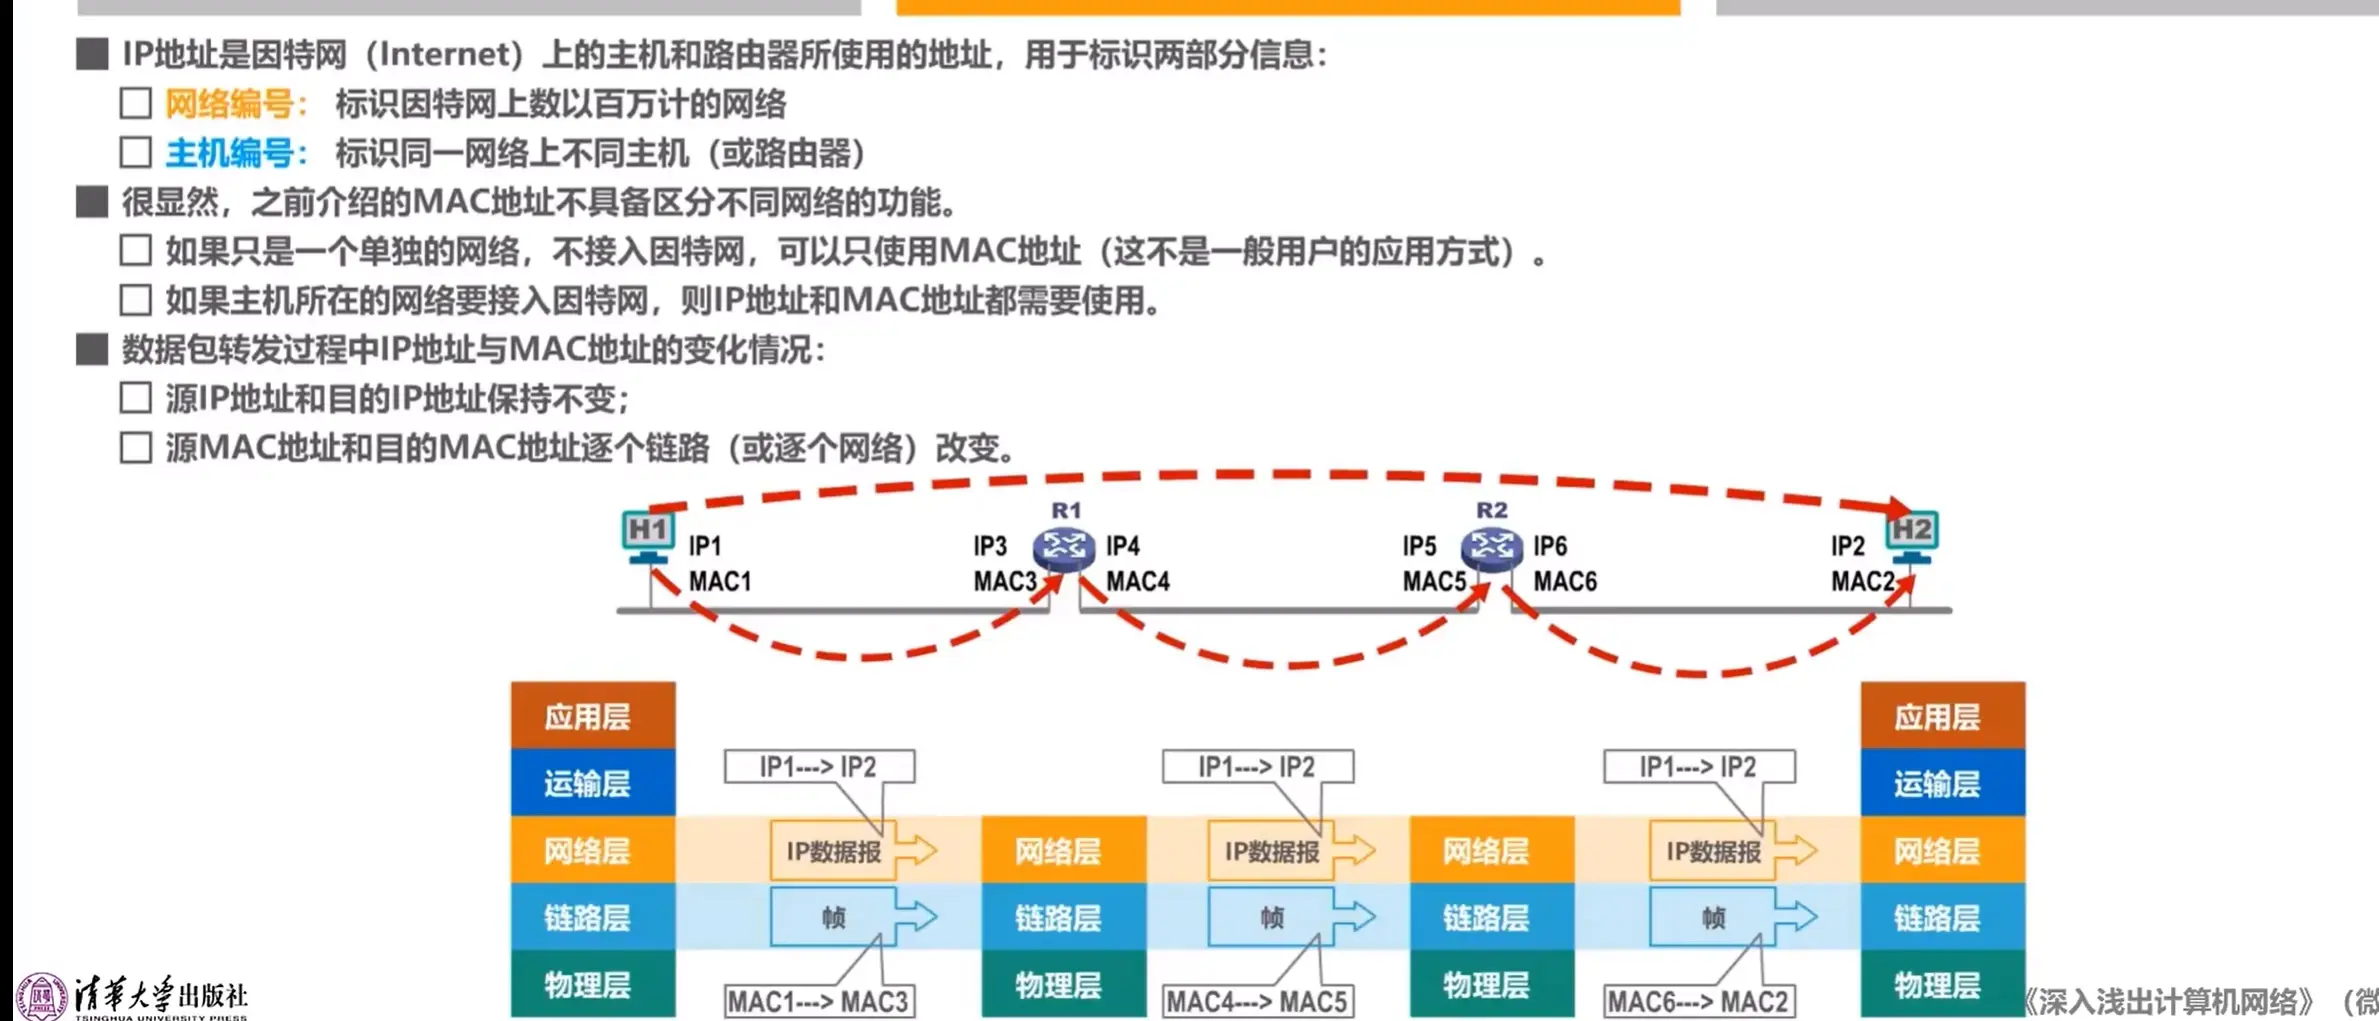 IP地址是因特网（Internet）上的主机和路由器所使用的地址，用于标识两部分信息：
网络编号： 标识因特网上数以百万计的网络
主机编号： 标识同一网络上不同主机（或路由器）
很显然，之前介绍的MAC地址不具备区分不同网络的功能。
如果只是一个单独的网络，不接入因特网，可以只使用MAC地址（这不是一般用户的应用方式）。
如果主机所在的网络要接入因特网，则IP地址和MAC地址都需要使用。
数据包转发过程中IP地址与MAC地址的变化情况：
源IP地址和目的IP地址保持不变；
源MAC地址和目的MAC地址逐个链路（或逐个网络）改变。
R1 R2
H1 H2
IP1 IP3 IP4 IP5 IP6 IP2
MAC1 MAC3 MAC4 MAC5 MAC6 MAC2
应用层 应用层
IP1---> IP2 IP1---> IP2 IP1---> IP2
运输层 运输层
网络层 IP数据报 网络层 IP数据报 网络层 IP数据报 网络层
链路层 帧 链路层 帧 链路层 帧 链路层
物理层 物理层 物理层 物理层
MAC1---> MAC3 MAC4---> MAC5 MAC6---> MAC2
清华大学出版社
TSINGHUA UNIVERSITY PRESS
《深入浅出计算机网络》（微